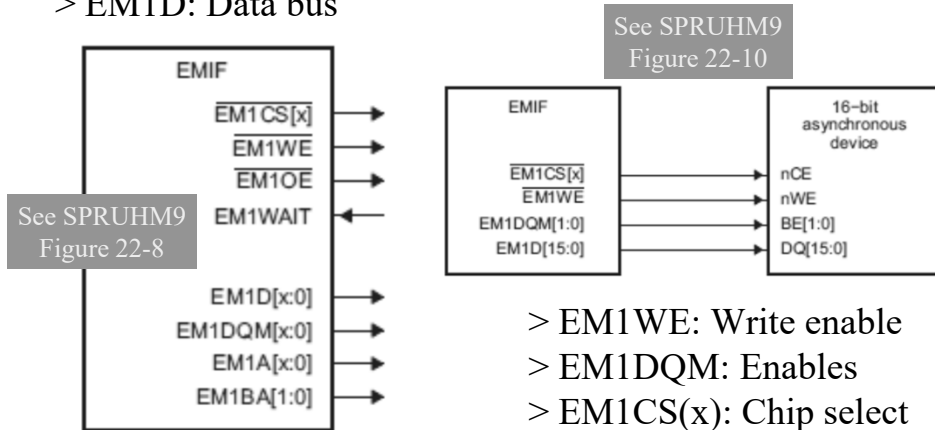 > EM1D: Data bus
See SPRUHM9
Figure 22-10
EMIF
EM1CS[x]
EM1WE
EM1OE
EM1WAIT
See SPRUHM9
Figure 22-8
EM1D[x:0]
EM1DQM[x:0]
EM1A[x:0]
EM1BA[1:0]
EMIF
EM1CS[x]
EM1WE
EM1DQM[1:0]
EM1D[15:0]
16-bit
asynchronous
device
nCE
nWE
BE[1:0]
DQ[15:0]
> EM1WE: Write enable
> EM1DQM: Enables
> EM1CS(x): Chip select